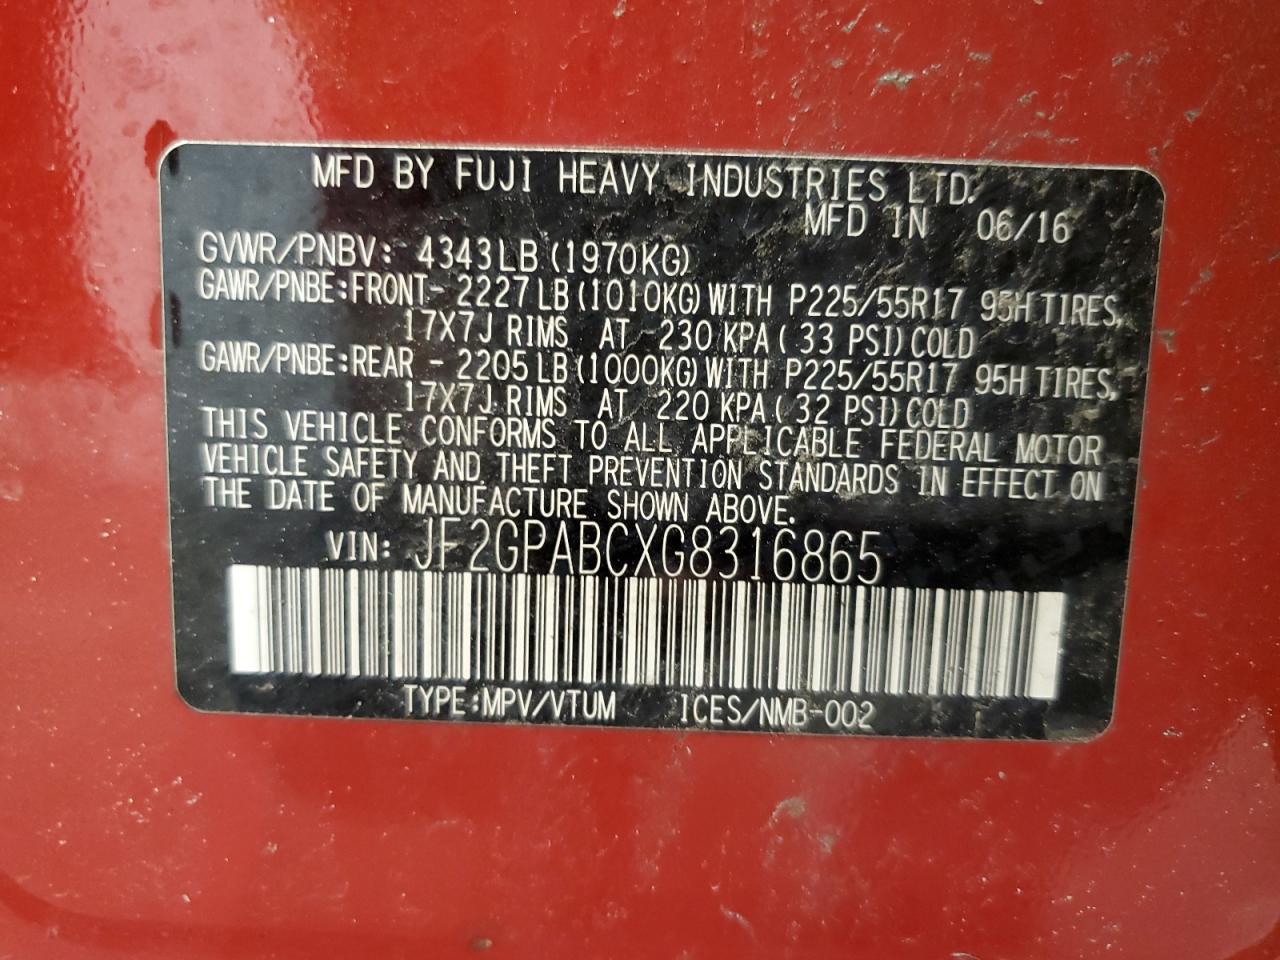 MFD BY FUJI HEAVY INDUSTRIES LTD.
MFD IN 06/16
GVWR/PNBV: 4343LB (1970KG)
GAWR/PNBE:FRONT- 2227 LB (1010KG) WITH P225/55R17 95H TIRES,
17X7J RIMS AT 230 KPA ( 33 PSI) COLD
GAWR/PNBE:REAR - 2205 LB (1000KG) WITH P225/55R17 95H TIRES,
17X7J RIMS AT 220 KPA ( 32 PSI) COLD
THIS VEHICLE CONFORMS TO ALL APPLICABLE FEDERAL MOTOR
VEHICLE SAFETY AND THEFT PREVENTION STANDARDS IN EFFECT ON
THE DATE OF MANUFACTURE SHOWN ABOVE.
VIN: JF2GPABCXG8316865
TYPE:MPV/VTUM ICES/NMB-002